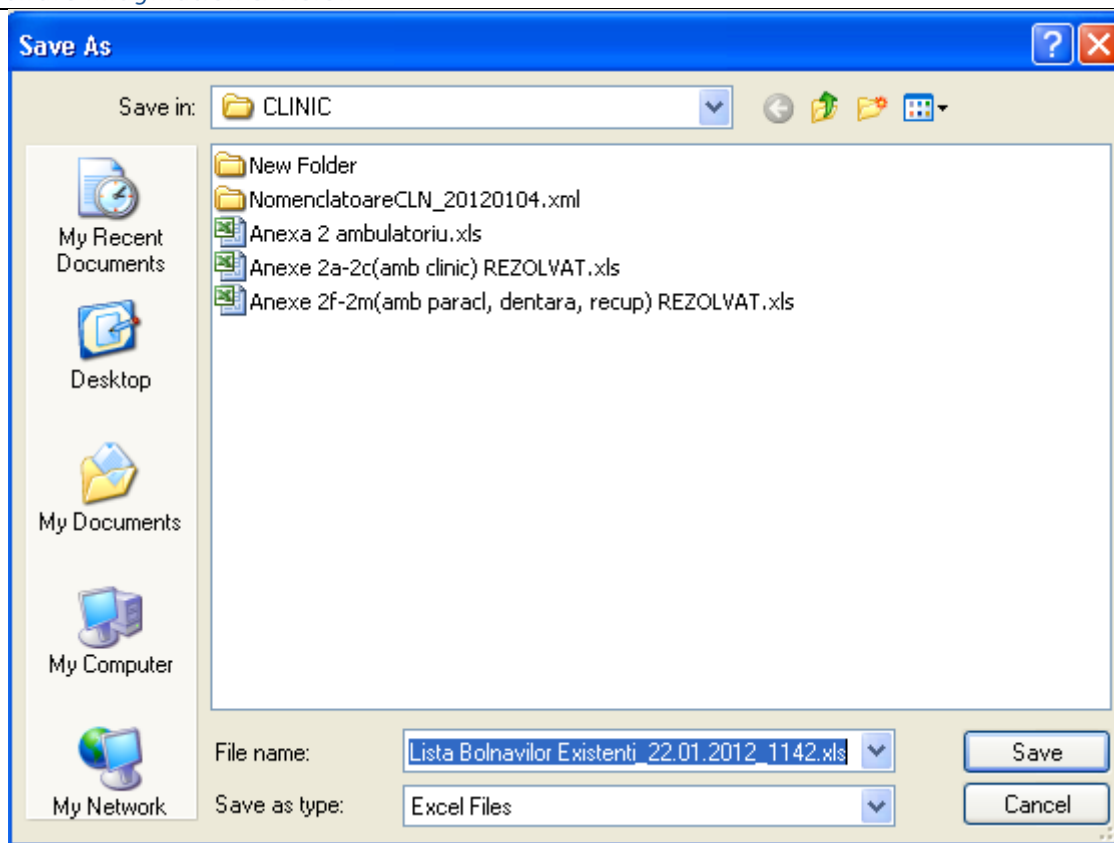 Save As
Save in:
CLINIC
New Folder
NomenclatoareCLN_20120104.xml
Anexa 2 ambulatoriu.xls
Anexe 2a-2c(amb clinic) REZOLVAT.xls
Anexe 2f-2m(amb paracl, dentara, recup) REZOLVAT.xls
My Recent
Documents
Desktop
My Documents
My Computer
My Network
File name:
Lista Bolnavilor Existenti_22.01.2012_1142.xls
Save
Save as type:
Excel Files
Cancel